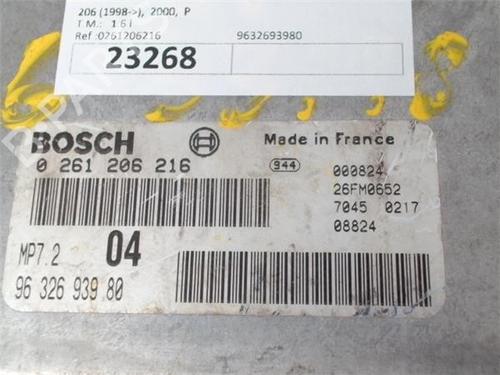 206 (1998->), 2000, P
T.M.: 1.6 i
Ref.:0261206216 9632693980
23268
BOSCH
Made in France
0 261 206 216
944
000824
26FM0652
7045 0217
08824
MP7.2 04
96 326 939 80